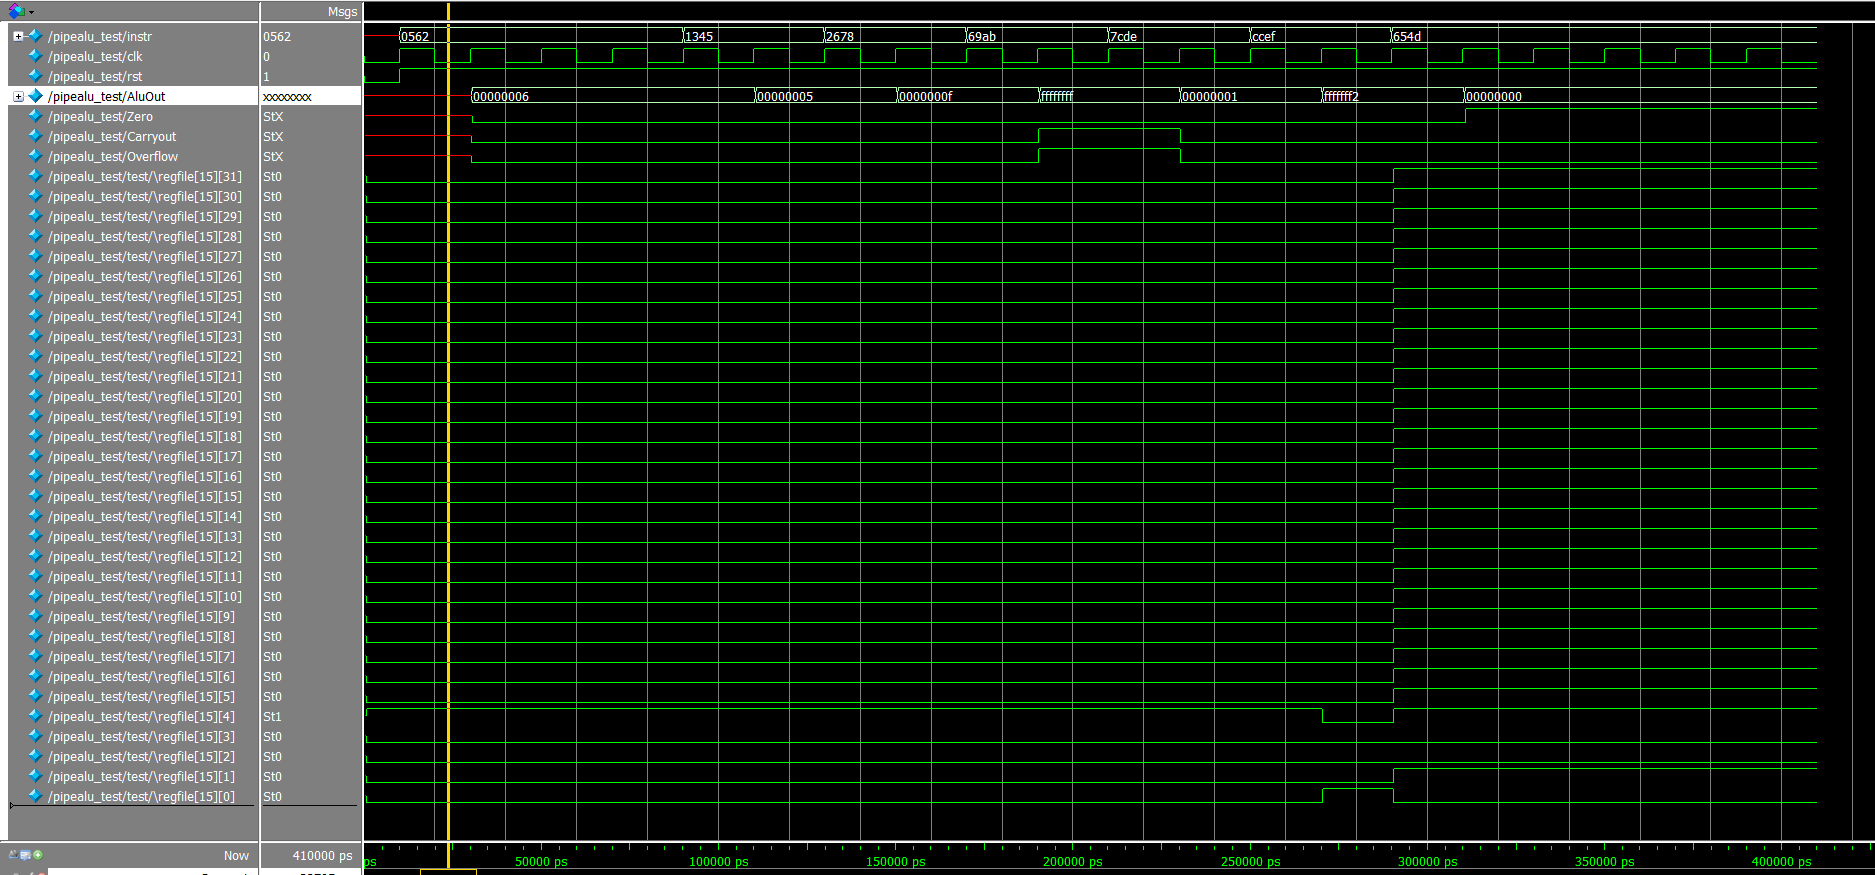 Msgs
/pipealu_test/instr 0562 0562 1345 2678 69ab 7cde ccef 654d
/pipealu_test/clk 0
/pipealu_test/rst 1
/pipealu_test/AluOut xxxxxxxx 00000006 00000005 0000000f ffffffff 00000001 fffffff2 00000000
/pipealu_test/Zero StX
/pipealu_test/Carryout StX
/pipealu_test/Overflow StX
/pipealu_test/test/\regfile[15][31] St0
/pipealu_test/test/\regfile[15][30] St0
/pipealu_test/test/\regfile[15][29] St0
/pipealu_test/test/\regfile[15][28] St0
/pipealu_test/test/\regfile[15][27] St0
/pipealu_test/test/\regfile[15][26] St0
/pipealu_test/test/\regfile[15][25] St0
/pipealu_test/test/\regfile[15][24] St0
/pipealu_test/test/\regfile[15][23] St0
/pipealu_test/test/\regfile[15][22] St0
/pipealu_test/test/\regfile[15][21] St0
/pipealu_test/test/\regfile[15][20] St0
/pipealu_test/test/\regfile[15][19] St0
/pipealu_test/test/\regfile[15][18] St0
/pipealu_test/test/\regfile[15][17] St0
/pipealu_test/test/\regfile[15][16] St0
/pipealu_test/test/\regfile[15][15] St0
/pipealu_test/test/\regfile[15][14] St0
/pipealu_test/test/\regfile[15][13] St0
/pipealu_test/test/\regfile[15][12] St0
/pipealu_test/test/\regfile[15][11] St0
/pipealu_test/test/\regfile[15][10] St0
/pipealu_test/test/\regfile[15][9] St0
/pipealu_test/test/\regfile[15][8] St0
/pipealu_test/test/\regfile[15][7] St0
/pipealu_test/test/\regfile[15][6] St0
/pipealu_test/test/\regfile[15][5] St0
/pipealu_test/test/\regfile[15][4] St1
/pipealu_test/test/\regfile[15][3] St0
/pipealu_test/test/\regfile[15][2] St0
/pipealu_test/test/\regfile[15][1] St0
/pipealu_test/test/\regfile[15][0] St0
Now 410000 ps ps 50000 ps 100000 ps 150000 ps 200000 ps 250000 ps 300000 ps 350000 ps 400000 ps